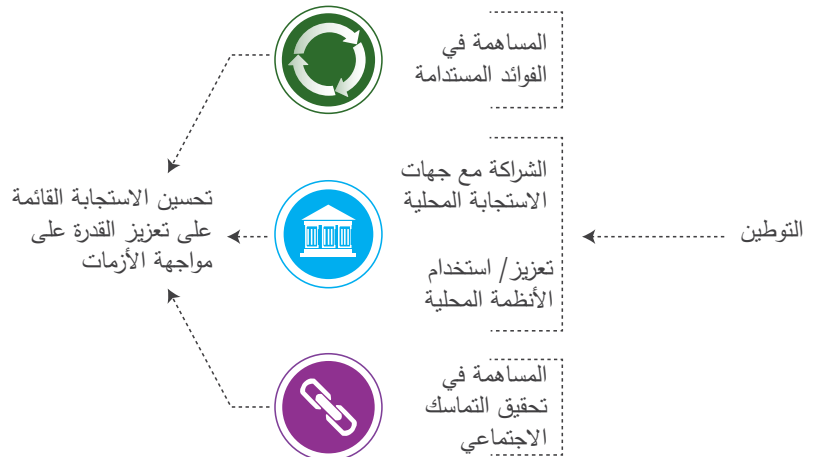 التوطين
المساهمة في
الفوائد المستدامة
الشراكة مع جهات
الاستجابة المحلية
تعزيز/ استخدام
الأنظمة المحلية
المساهمة في
تحقيق التماسك
الاجتماعي
تحسين الاستجابة القائمة
على تعزيز القدرة على
مواجهة الأزمات